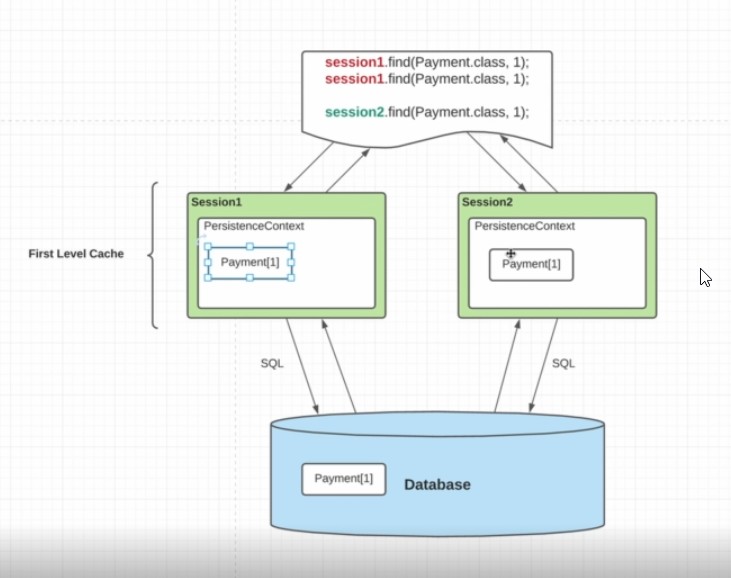 session1.find(Payment.class, 1);
session1.find(Payment.class, 1);
session2.find(Payment.class, 1);
Session1
PersistenceContext
Payment[1]
Session2
PersistenceContext
Payment[1]
First Level Cache
SQL
SQL
Payment[1]
Database